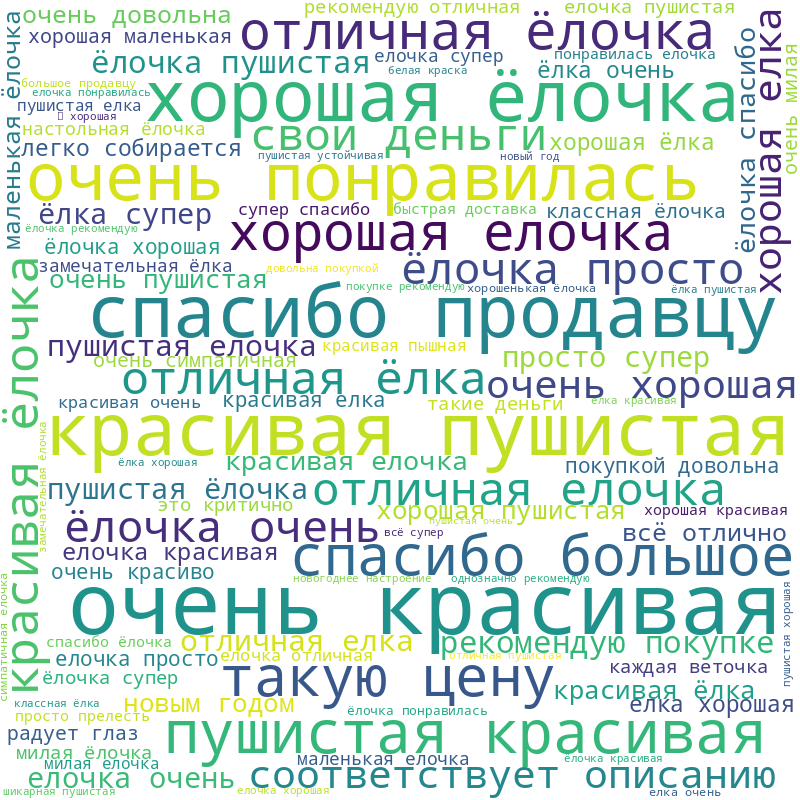 очень довольна
рекомендую отличная
елочка пушистая
хорошая маленькая
отличная ёлочка
ёлочка пушистая
елочка супер
понравилась ёлочка
белая краска
ёлка очень
большое продавцу
елочка понравилась
пушистая елка
хорошая
хорошая ёлочка
настольная ёлочка
свои деньги
хорошая ёлка
легко собирается
пушистая устойчивая
новый год
маленькая ёлочка
ёлочка спасибо
хорошая елка
очень милая
очень понравилась
ёлка супер
супер спасибо
быстрая доставка
классная ёлочка
ёлочка рекомендую
хорошая елочка
ёлочка хорошая
замечательная ёлка
довольна покупкой
ёлочка просто
очень пушистая
покупке рекомендую
хорошенькая ёлочка
ёлка пушистая
спасибо продавцу
пушистая елочка
красивая пышная
очень симпатичная
просто супер
отличная ёлка
очень хорошая
красивая очень
красивая елка
такие деньги
ёлка красивая
красивая ёлочка
красивая пушистая
замечательная ёлочка
ёлка хорошая
красивая елочка
покупкой довольна
пушистая ёлочка
отличная елочка
это критично
хорошая пушистая
хорошая красивая
ёлочка очень
пушистая очень
всё супер
всё отлично
елочка красивая
спасибо большое
очень красиво
новогоднее настроение
однозначно рекомендую
симпатичная елочка
очень красивая
пушистая хорошая
спасибо ёлочка
отличная елка
рекомендую покупке
елочка просто
елочка отличная
отличная пушистая
каждая веточка
ёлочка супер
такую цену
красивая ёлка
классная ёлка
новым годом
елка хорошая
просто прелесть
ёлочка понравилась
радует глаз
пушистая красивая
милая ёлочка
маленькая елочка
ёлочка красивая
милая елочка
елочка очень
соответствует описанию
шикарная пушистая
елочка хорошая
елка очень